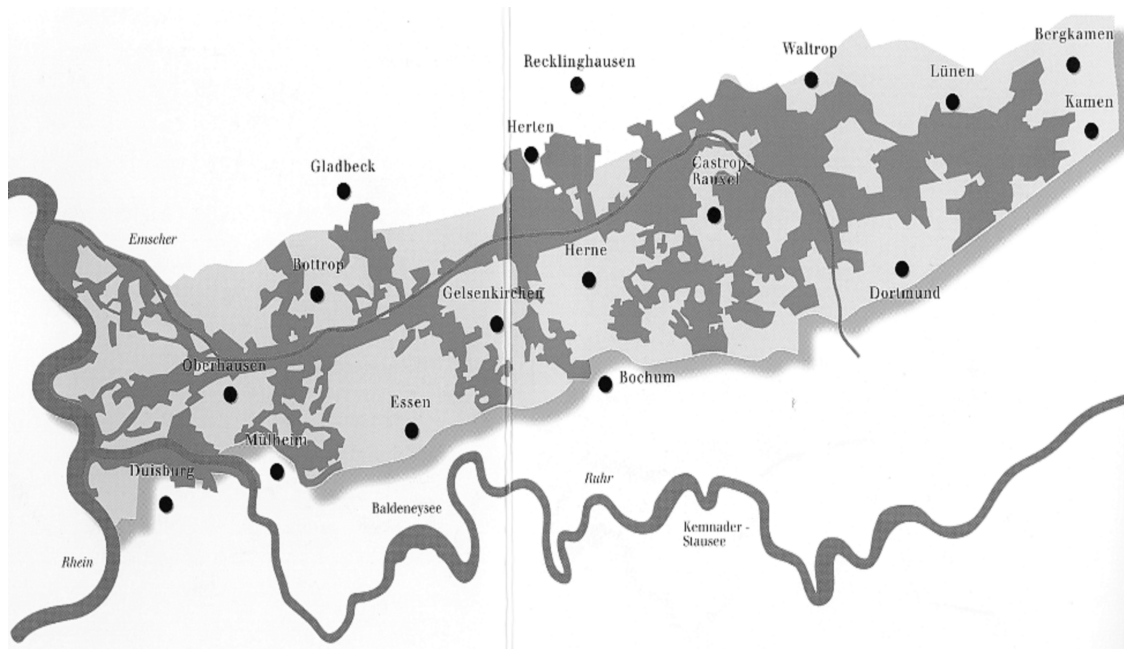 Bergkamen
Waltrop
Recklinghausen
Lünen
Kamen
Herten
Gladbeck
Castrop-
Rauxel
Emscher
Herne
Bottrop
Gelsenkirchen
Dortmund
Oberhausen
Bochum
Essen
Mülheim
Duisburg
Ruhr
Baldeneysee
Kemnader -
Stausee
Rhein